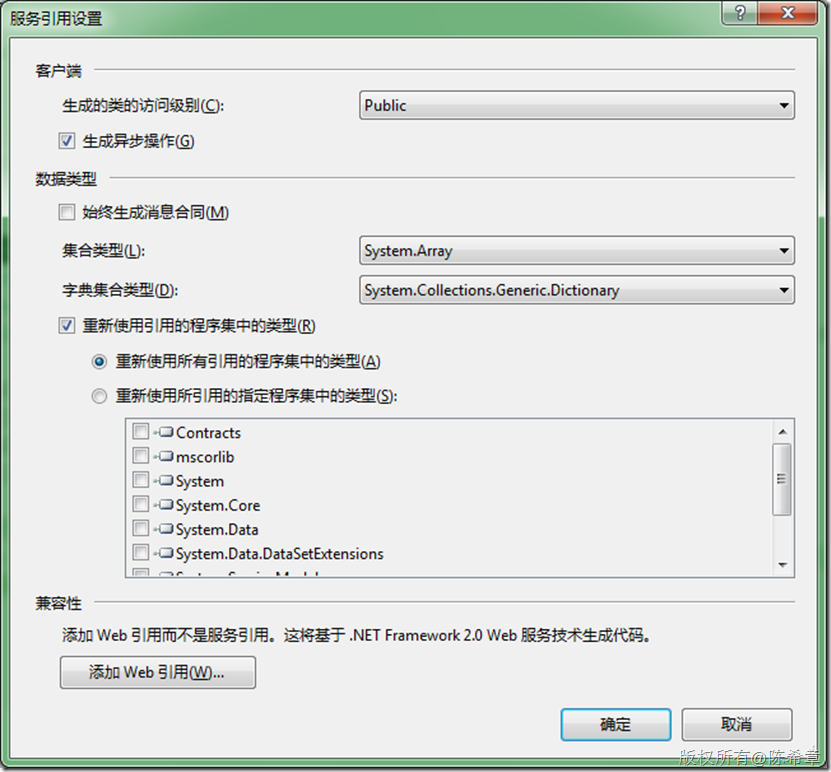 服务引用设置
?
客户端
生成的类的访问级别(C):
Public
生成异步操作(G)
数据类型
始终生成消息合同(M)
集合类型(L):
System.Array
字典集合类型(D):
System.Collections.Generic.Dictionary
重新使用引用的程序集中的类型(R)
重新使用所有引用的程序集中的类型(A)
重新使用所引用的指定程序集中的类型(S):
Contracts
mscorlib
System
System.Core
System.Data
System.Data.DataSetExtensions
兼容性
添加 Web 引用而不是服务引用。这将基于 .NET Framework 2.0 Web 服务技术生成代码。
添加 Web 引用(W)...
确定
取消
版权所有@陈希章